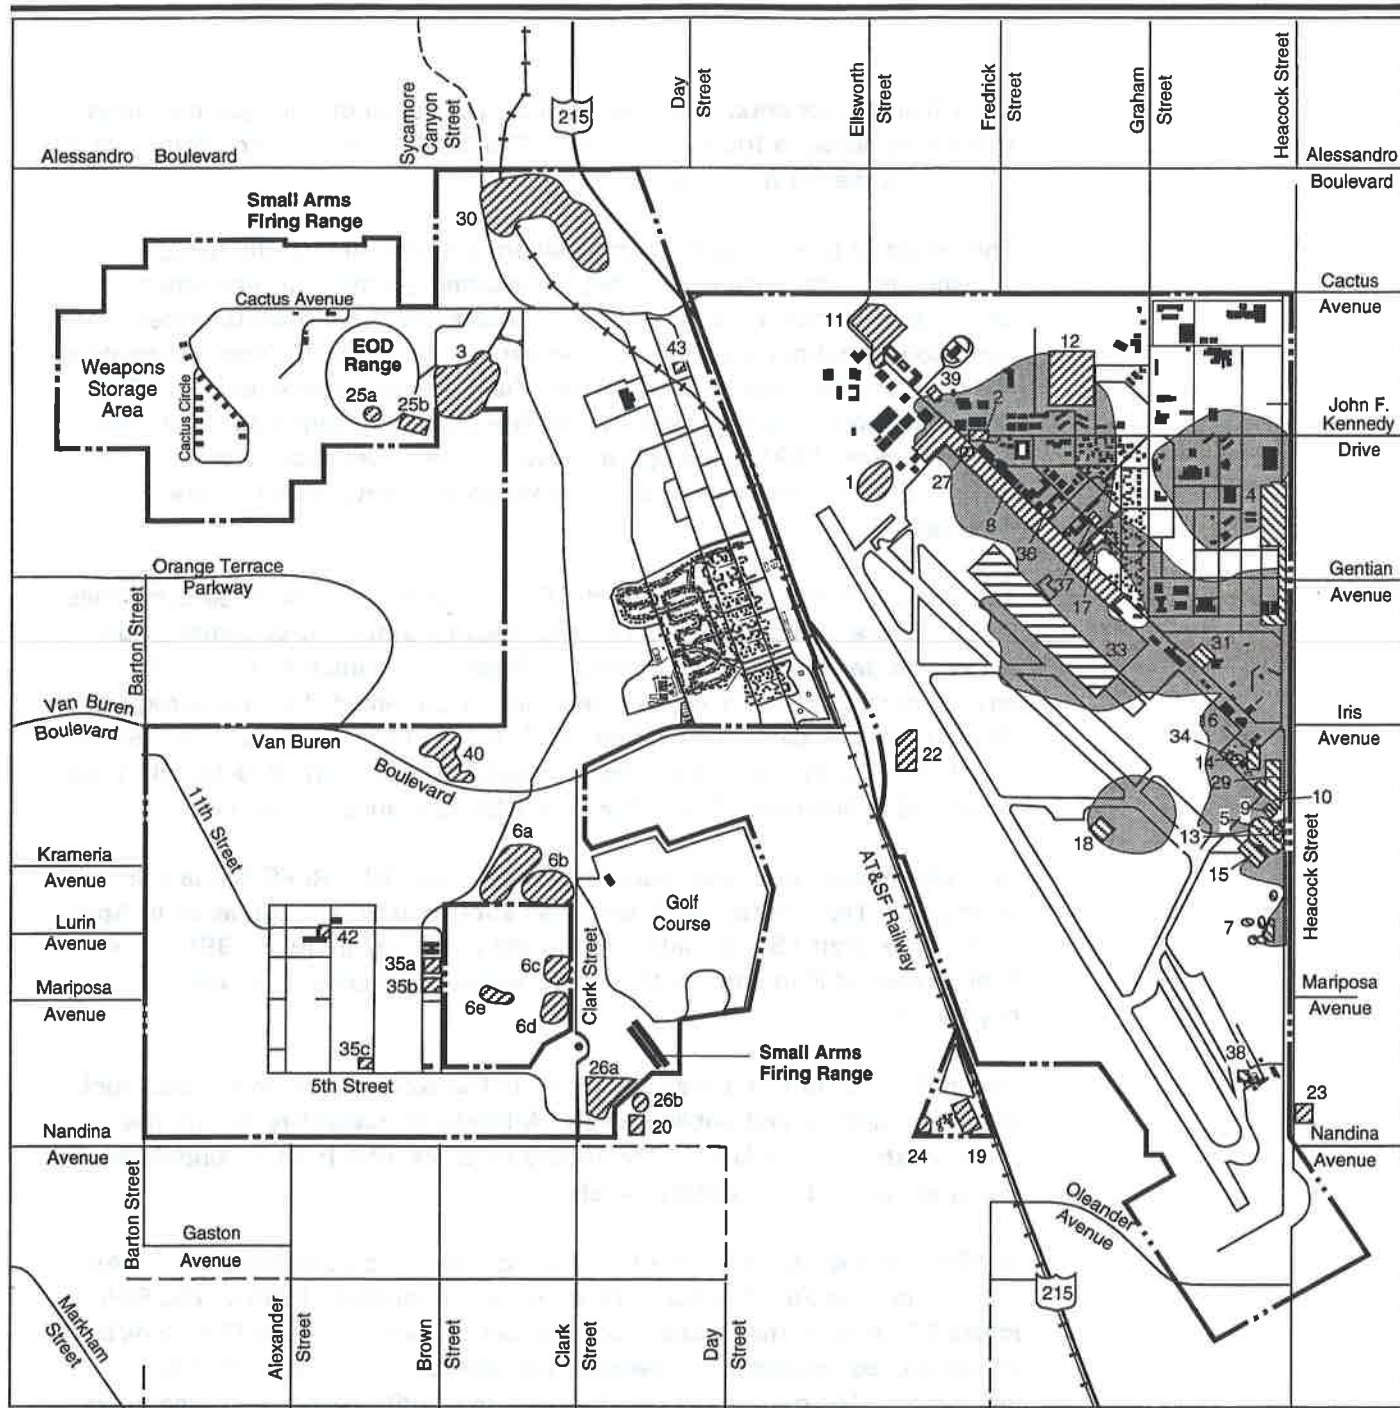 Sycamore
Canyon
Street
215
Day
Street
Ellsworth
Street
Fredrick
Street
Graham
Street
Heacock Street
Alessandro Boulevard
Alessandro
Boulevard
Small Arms
Firing Range
30
Cactus
Avenue
Cactus Avenue
EOD
Range
25a
25b
3
Weapons
Storage
Area
Cactus Circle
43
11
12
39
2
John F.
Kennedy
Drive
1
27
8
36
37
17
4
Gentian
Avenue
Orange Terrace
Parkway
Barton Street
33
31
Van Buren
Boulevard
Van Buren
Boulevard
40
22
16
34
14
29
Iris
Avenue
10
9
5
13
18
15
7
11th Street
6a
6b
Krameria
Avenue
Golf
Course
AT&SF Railway
Heacock Street
Lurin
Avenue
42
35a
35b
6c
6e
6d
Clark Street
Mariposa
Avenue
Mariposa
Avenue
35c
5th Street
26a
26b
20
Small Arms
Firing Range
38
23
Nandina
Avenue
24
19
Nandina
Avenue
Barton Street
Gaston
Avenue
Oleander
Avenue
215
Markham
Street
Alexander
Street
Brown
Street
Clark
Street
Day
Street